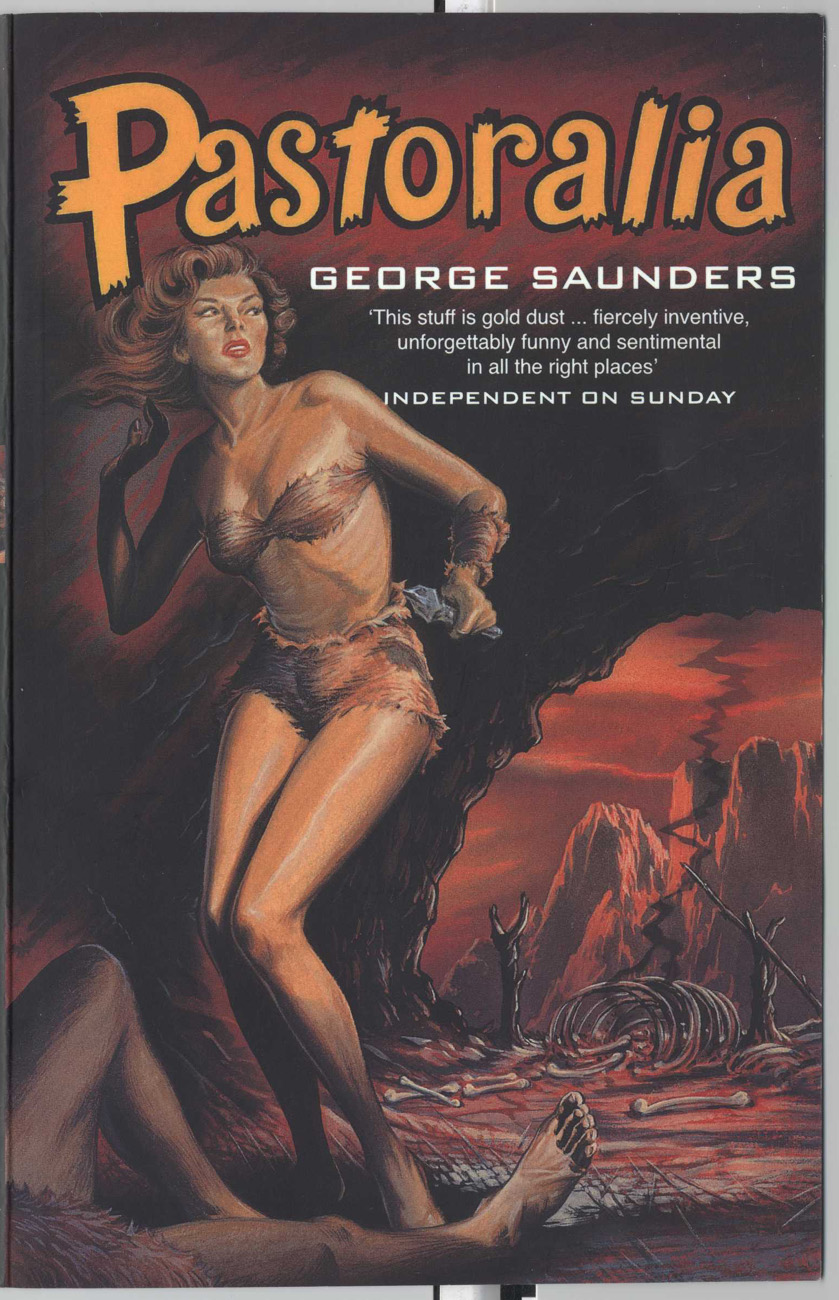 Pastoralia
GEORGE SAUNDERS
‘This stuff is gold dust ... fiercely inventive,
unforgettably funny and sentimental
in all the right places’
INDEPENDENT ON SUNDAY